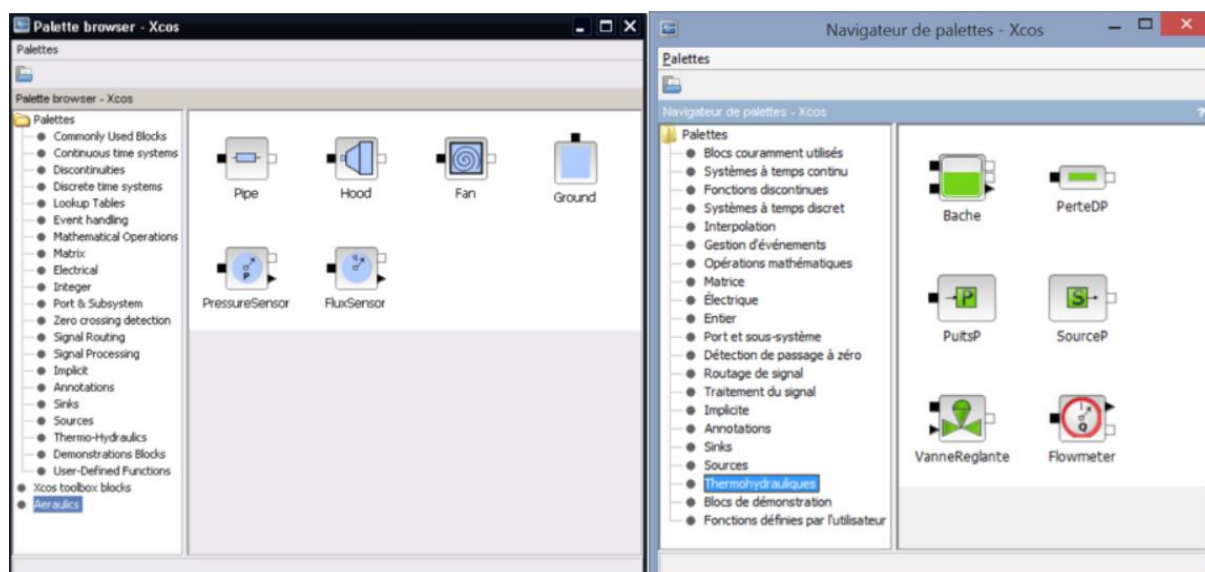 Palette browser - Xcos
Palettes
Palette browser - Xcos
Palettes
Commonly Used Blocks
Continuous time systems
Discontinuities
Discrete time systems
Lookup Tables
Event handling
Mathematical Operations
Matrix
Electrical
Integer
Port & Subsystem
Zero crossing detection
Signal Routing
Signal Processing
Implicit
Annotations
Sinks
Sources
Thermo-Hydraulics
Demonstrations Blocks
User-Defined Functions
Xcos toolbox blocks
Aeraulics
Pipe Hood Fan Ground
P q
PressureSensor FluxSensor
Navigateur de palettes - Xcos
Palettes
Navigateur de palettes - Xcos ?
Palettes
Blocs couramment utilisés
Systèmes à temps continu
Fonctions discontinues
Systèmes à temps discret
Interpolation
Gestion d'événements
Opérations mathématiques
Matrice
Électrique
Entier
Port et sous-système
Détection de passage à zéro
Routage de signal
Traitement du signal
Implicite
Annotations
Sinks
Sources
Thermohydrauliques
Blocs de démonstration
Fonctions définies par l'utilisateur
Bache PerteDP
P S
PuitsP SourceP
Q
VanneReglante Flowmeter